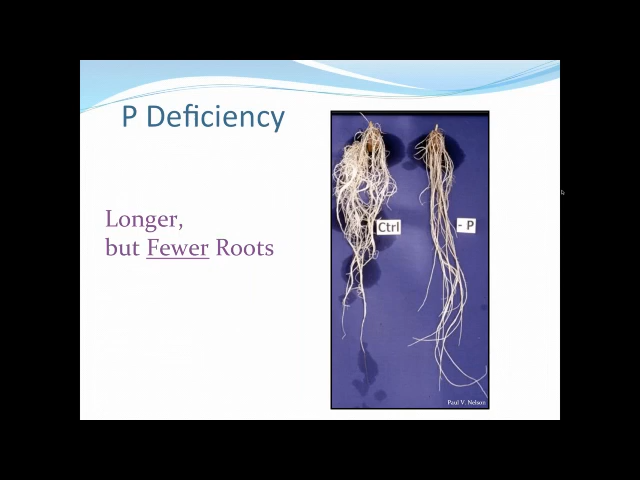 P Deficiency
Longer,
but Fewer Roots
Ctrl
- P
Paul V. Nelson